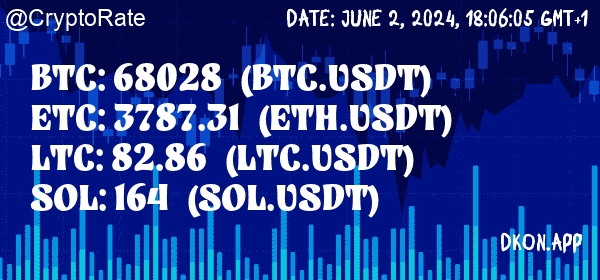 @CryptoRate
DATE: JUNE 2, 2024, 18:06:05 GMT+1
BTC: 68028 (BTC.USDT)
ETC: 3787.31 (ETH.USDT)
LTC: 82.86 (LTC.USDT)
SOL: 164 (SOL.USDT)
DKON.APP